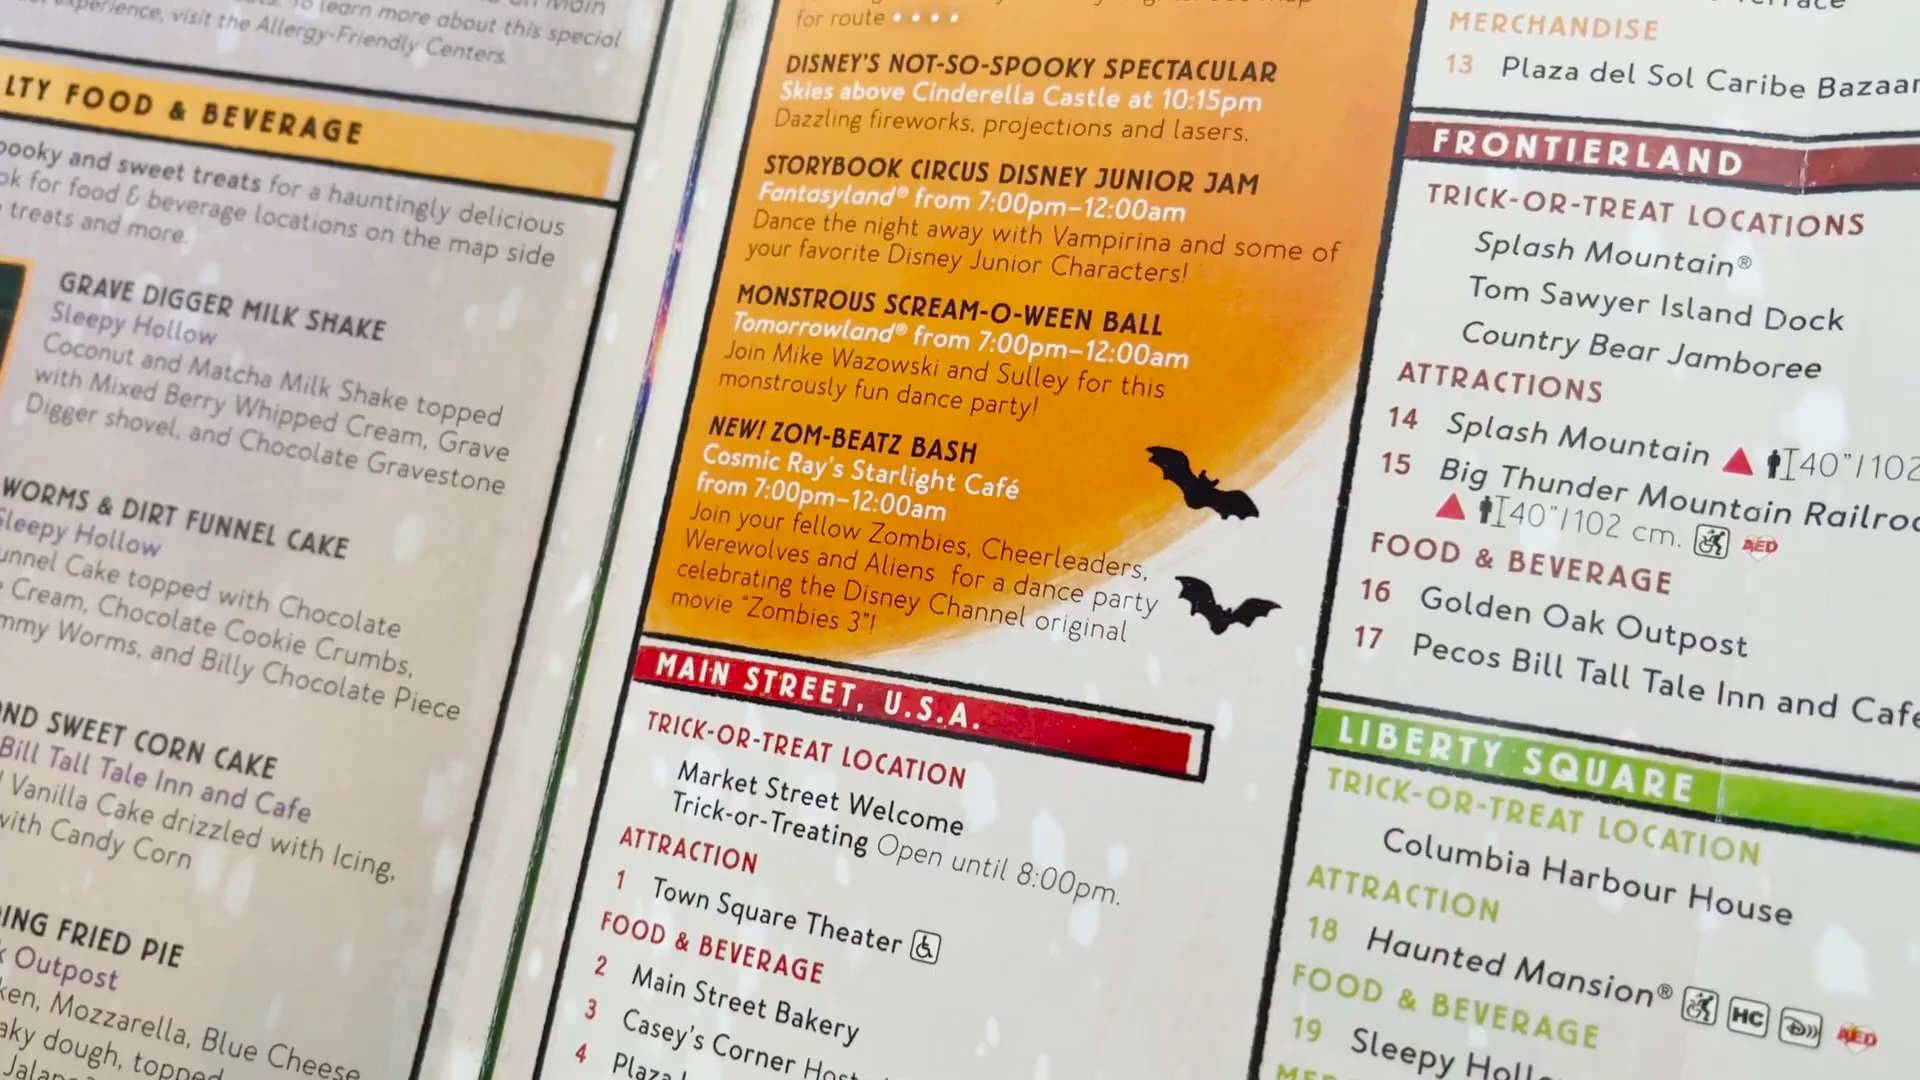 To learn more about this special
experience, visit the Allergy-Friendly Centers.
LTY FOOD & BEVERAGE
and sweet treats for a hauntingly delicious
for food & beverage locations on the map side
treats and more.
GRAVE DIGGER MILK SHAKE
Sleepy Hollow
Coconut and Matcha Milk Shake topped
with Mixed Berry Whipped Cream, Grave
Digger shovel, and Chocolate Gravestone
WORMS & DIRT FUNNEL CAKE
Sleepy Hollow
Cake topped with Chocolate
Cream, Chocolate Cookie Crumbs,
Worms, and Billy Chocolate Piece
SWEET CORN CAKE
Bill Tall Tale Inn and Cafe
Vanilla Cake drizzled with Icing,
with Candy Corn
FRIED PIE
Outpost
Mozzarella, Blue Cheese
dough, topped
for route • • • •
DISNEY'S NOT-SO-SPOOKY SPECTACULAR
Skies above Cinderella Castle at 10:15pm
Dazzling fireworks, projections and lasers.
STORYBOOK CIRCUS DISNEY JUNIOR JAM
Fantasyland® from 7:00pm–12:00am
Dance the night away with Vampirina and some of
your favorite Disney Junior Characters!
MONSTROUS SCREAM-O-WEEN BALL
Tomorrowland® from 7:00pm–12:00am
Join Mike Wazowski and Sulley for this
monstrously fun dance party!
NEW! ZOM-BEATZ BASH
Cosmic Ray's Starlight Café
from 7:00pm–12:00am
Join your fellow Zombies, Cheerleaders,
Werewolves and Aliens for a dance party
celebrating the Disney Channel original
movie "Zombies 3"!
MAIN STREET, U.S.A.
TRICK-OR-TREAT LOCATION
Market Street Welcome
Trick-or-Treating Open until 8:00pm.
ATTRACTION
1 Town Square Theater
FOOD & BEVERAGE
2 Main Street Bakery
3 Casey's Corner
4 Plaza
MERCHANDISE
13 Plaza del Sol Caribe Bazaar
FRONTIERLAND
TRICK-OR-TREAT LOCATIONS
Splash Mountain®
Tom Sawyer Island Dock
Country Bear Jamboree
ATTRACTIONS
14 Splash Mountain 40"/102
15 Big Thunder Mountain
40"/102 cm. AED
FOOD & BEVERAGE
16 Golden Oak Outpost
17 Pecos Bill Tall Tale Inn and Cafe
LIBERTY SQUARE
TRICK-OR-TREAT LOCATION
Columbia Harbour House
ATTRACTION
18 Haunted Mansion® HC AED
FOOD & BEVERAGE
19 Sleepy